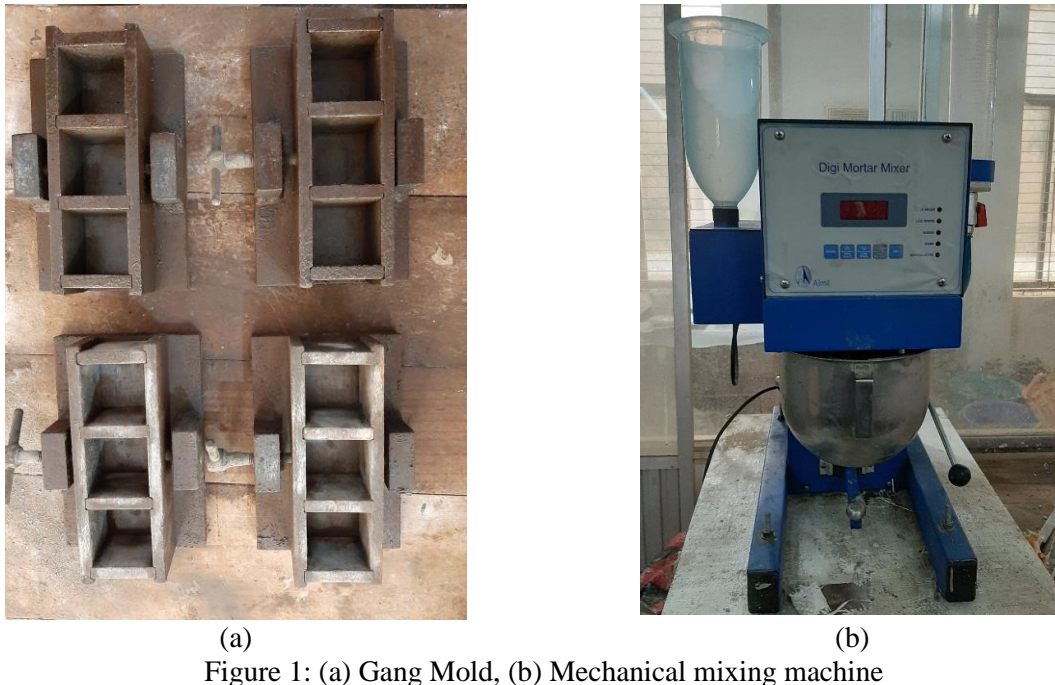 Digi Mortar Mixer
Aimil
(a)
(b)
Figure 1: (a) Gang Mold, (b) Mechanical mixing machine